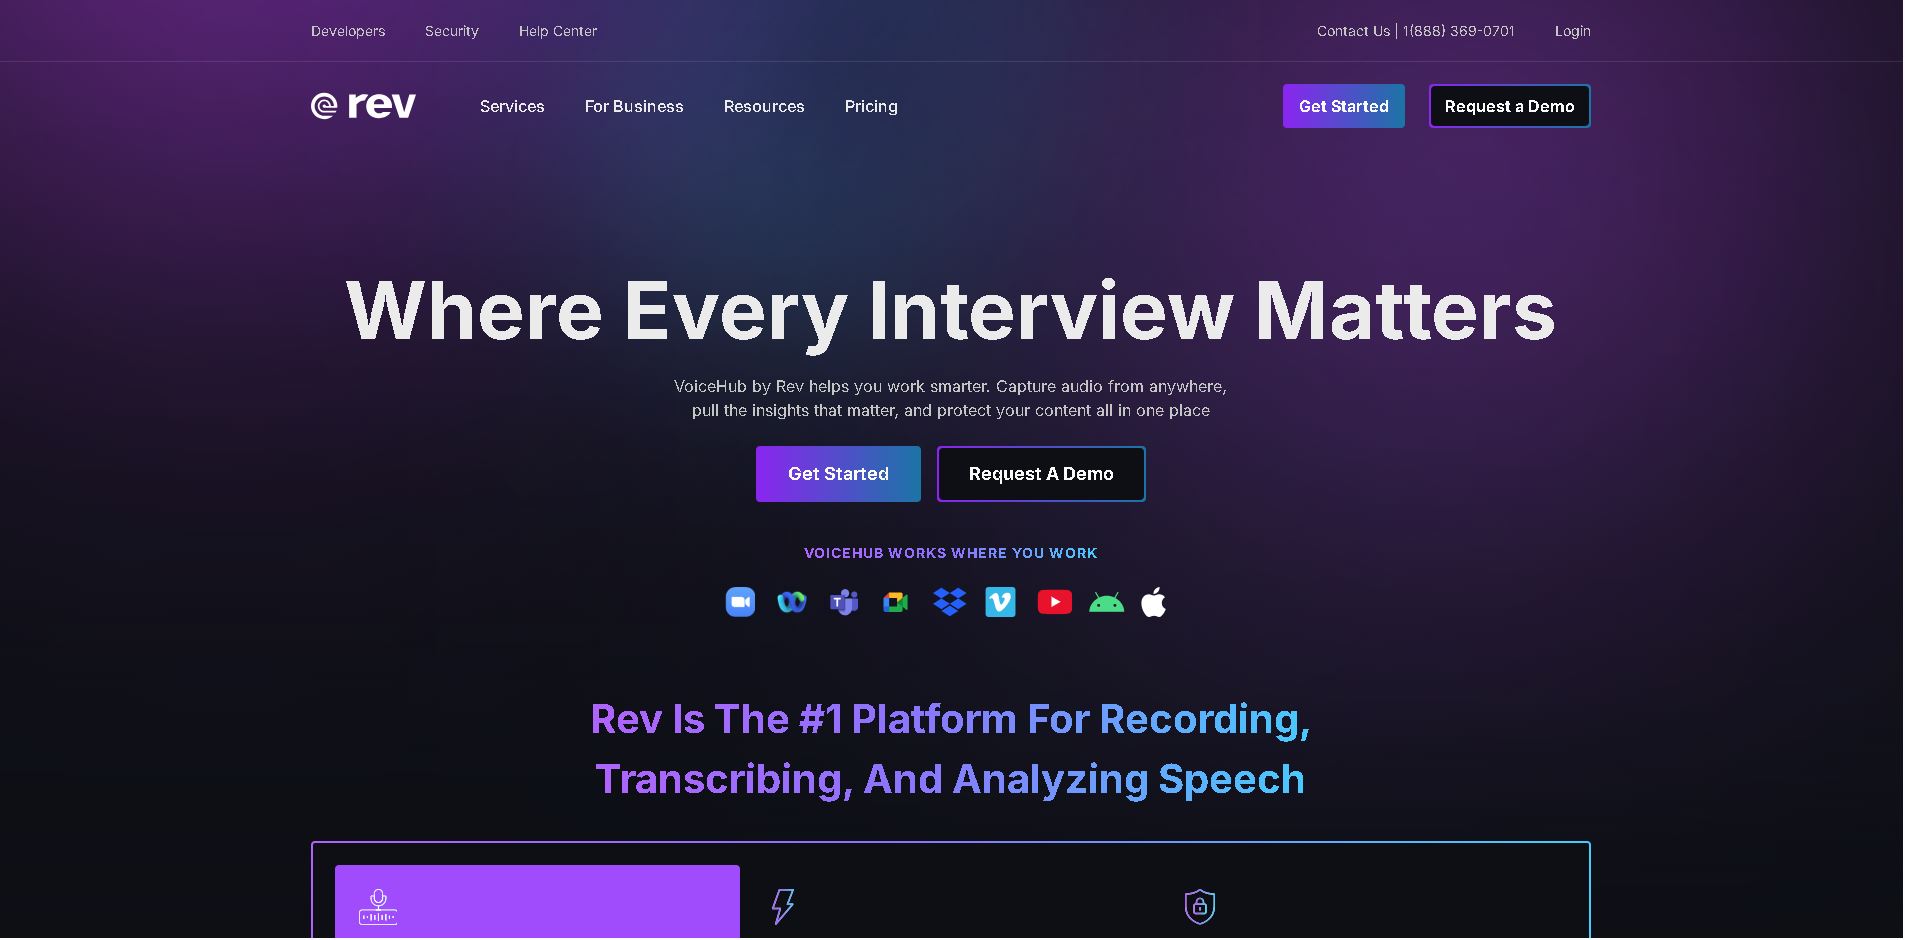 Developers
Security
Help Center
Contact Us | 1(888) 369-0701
Login
rev
Services
For Business
Resources
Pricing
Get Started
Request a Demo
Where Every Interview Matters
VoiceHub by Rev helps you work smarter. Capture audio from anywhere,
pull the insights that matter, and protect your content all in one place
Get Started
Request A Demo
VOICEHUB WORKS WHERE YOU WORK
T
Rev Is The #1 Platform For Recording,
Transcribing, And Analyzing Speech